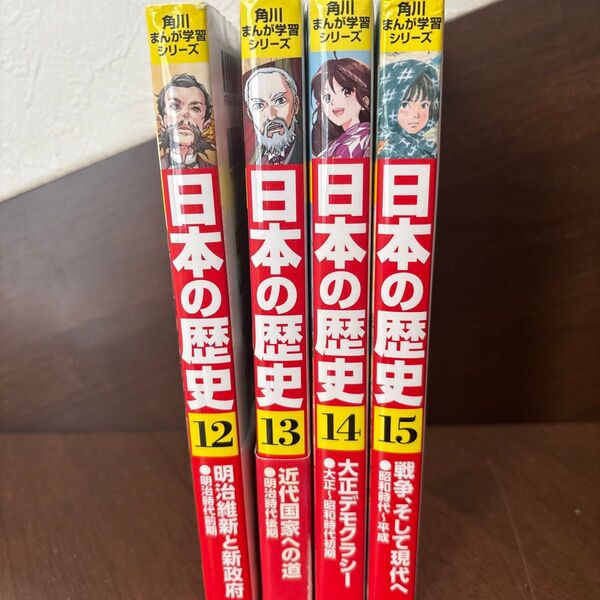 角川
まんが学習
シリーズ
日本の歴史
12
明治維新と新政府
●明治時代前期
角川
まんが学習
シリーズ
日本の歴史
13
近代国家への道
●明治時代後期
角川
まんが学習
シリーズ
日本の歴史
14
大正デモクラシー
●大正～昭和時代初期
角川
まんが学習
シリーズ
日本の歴史
15
戦争、そして現代へ
●昭和時代～平成